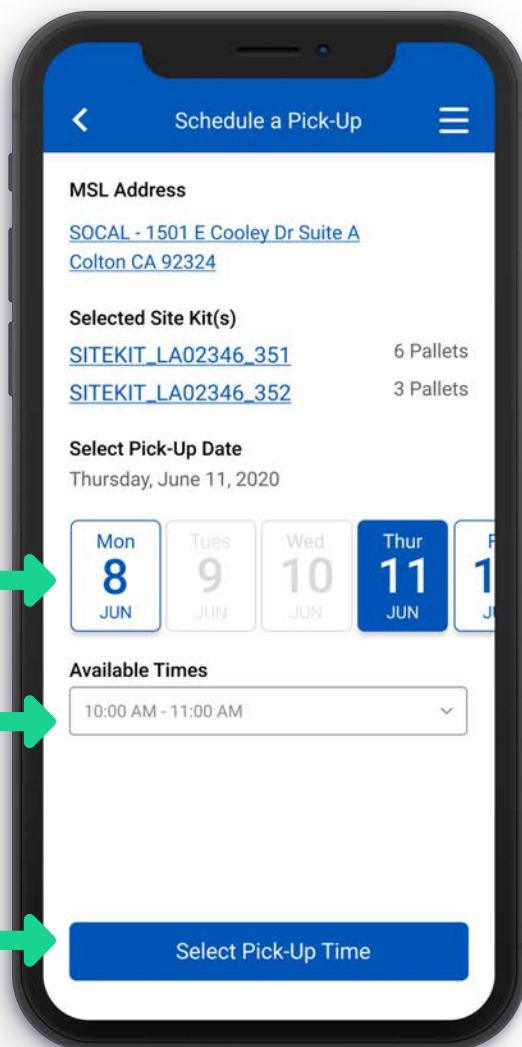 Schedule a Pick-Up
MSL Address
SOCAL - 1501 E Cooley Dr Suite A
Colton CA 92324
Selected Site Kit(s)
SITEKIT_LA02346_351 6 Pallets
SITEKIT_LA02346_352 3 Pallets
Select Pick-Up Date
Thursday, June 11, 2020
Mon Tues Wed Thur
8 9 10 11
JUN JUN JUN JUN
Available Times
10:00 AM - 11:00 AM
Select Pick-Up Time